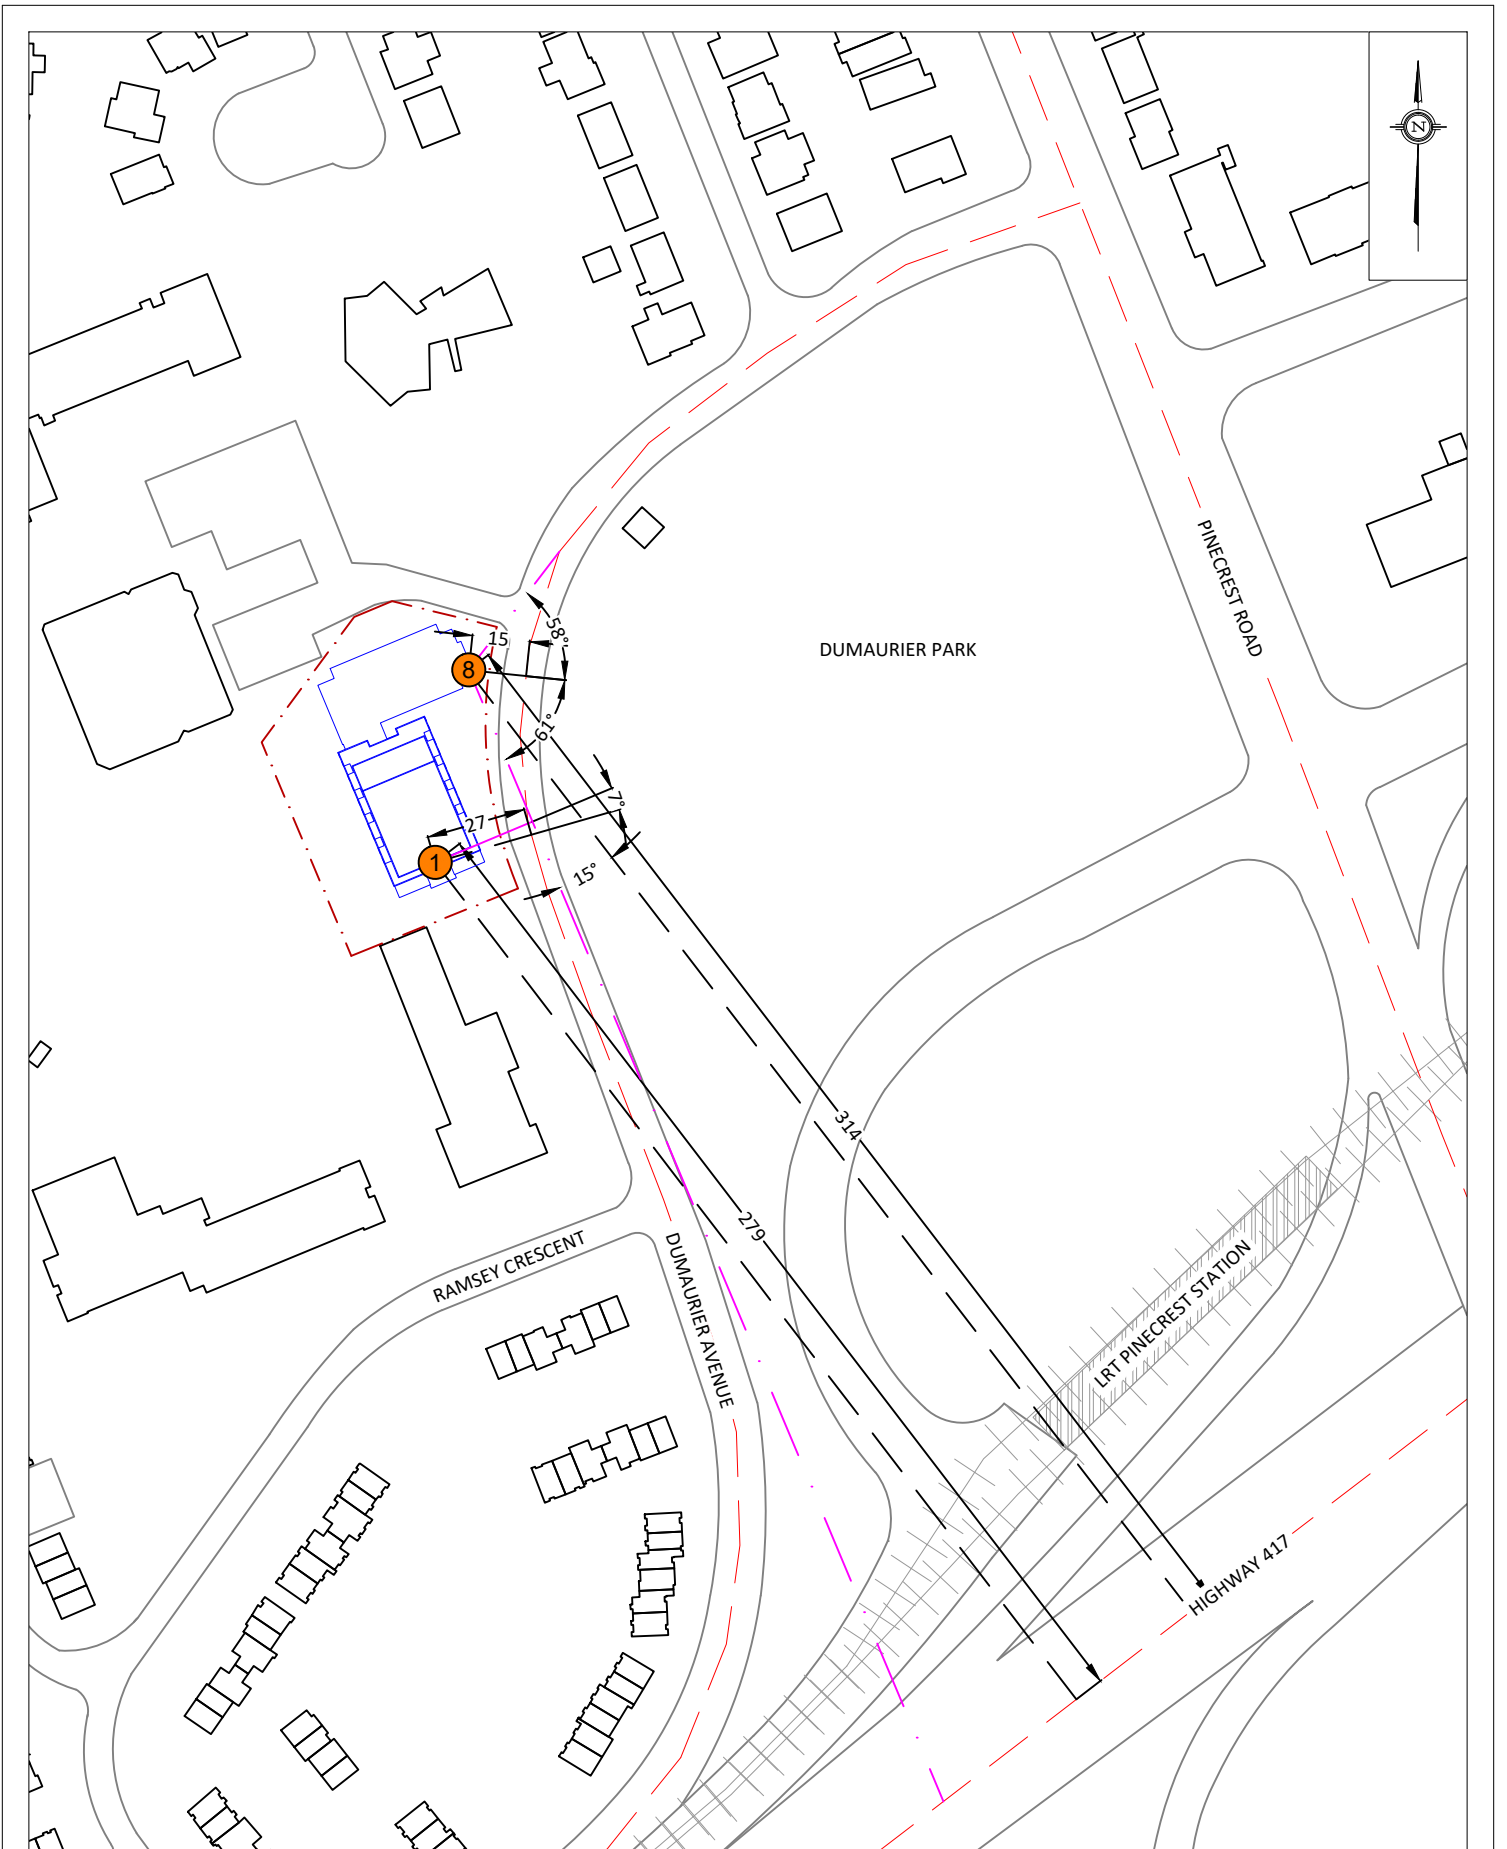 N
PINECREST ROAD
58°
15
8
DUMAURIER PARK
61°
7°
27
1
15°
314
279
RAMSEY CRESCENT
DUMAURIER AVENUE
LRT PINECREST STATION
HIGHWAY 417